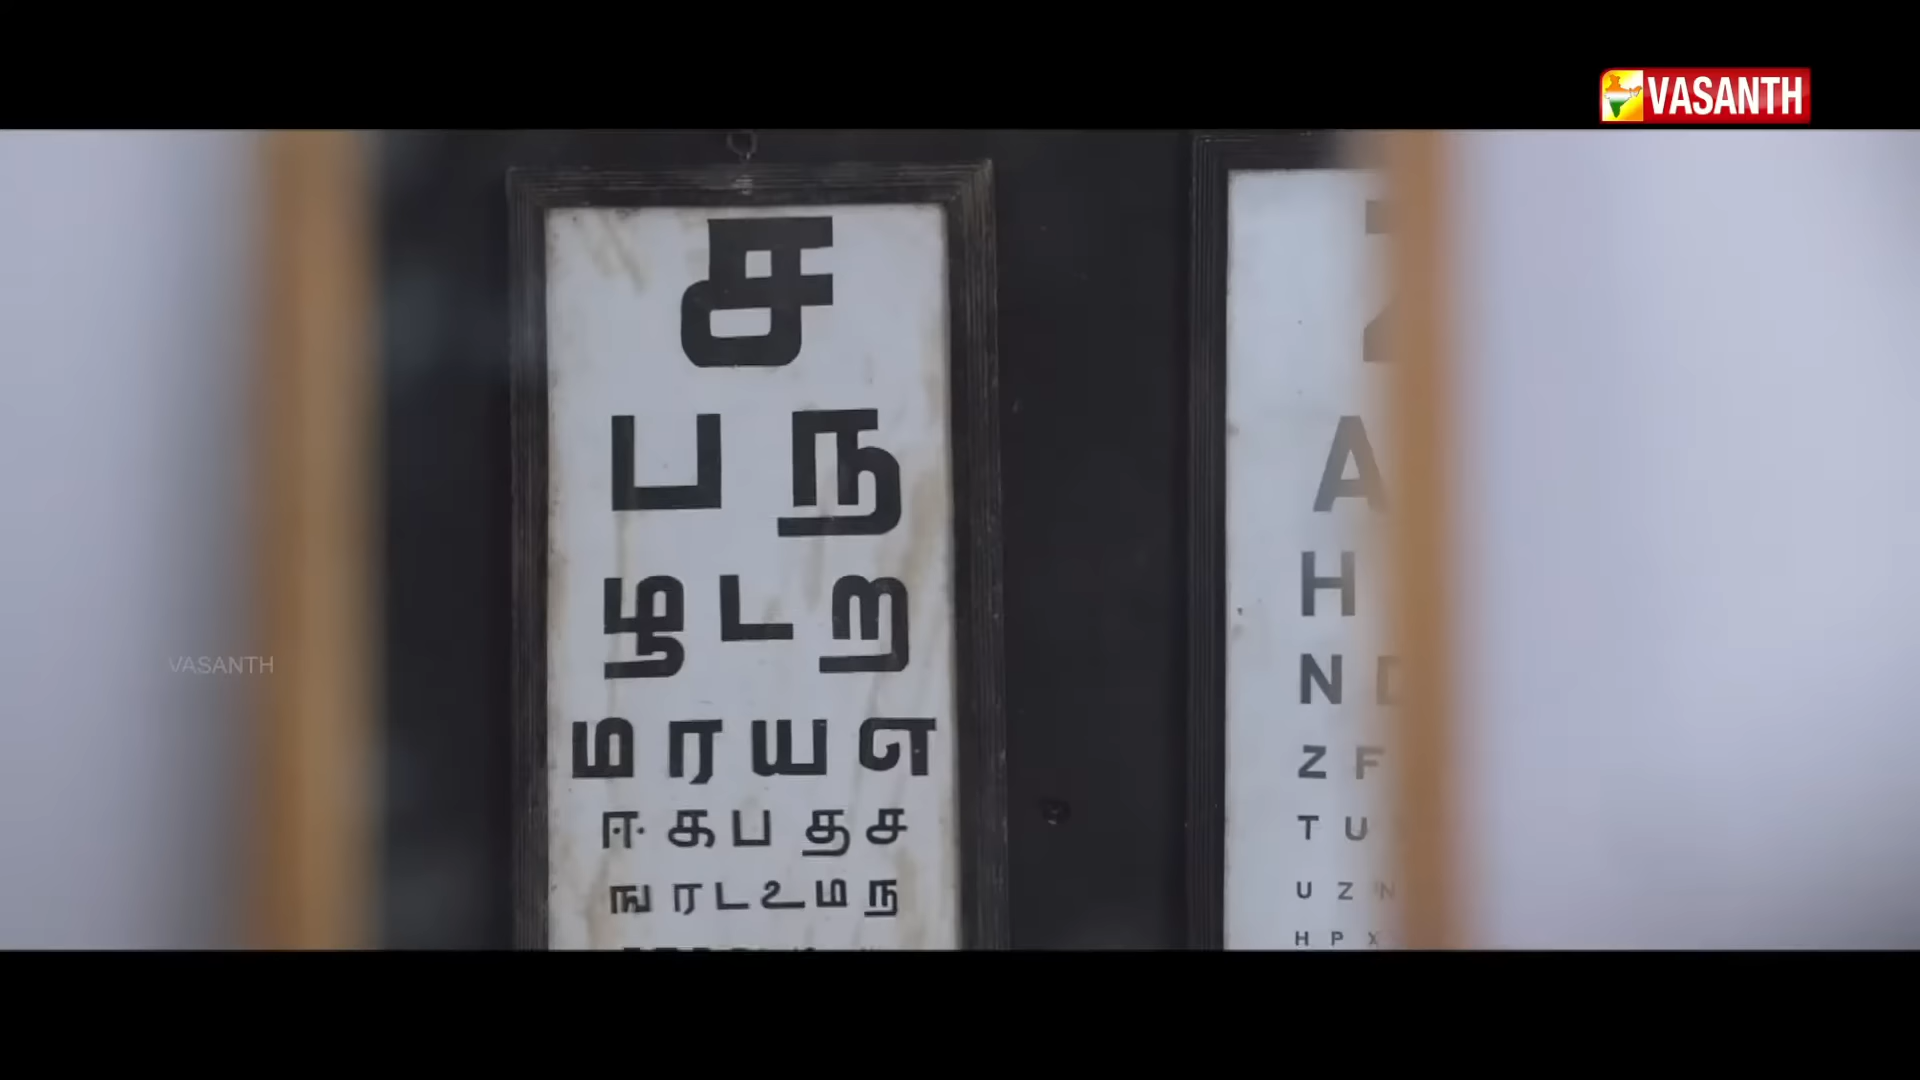 VASANTH
ச
ப ந
ழ ட ற
ம ர ய எ
ஈ க ப த ச
ங ர ட உ ம ந
Z
A
H
N D
Z F
T U
U Z N
H P X
VASANTH